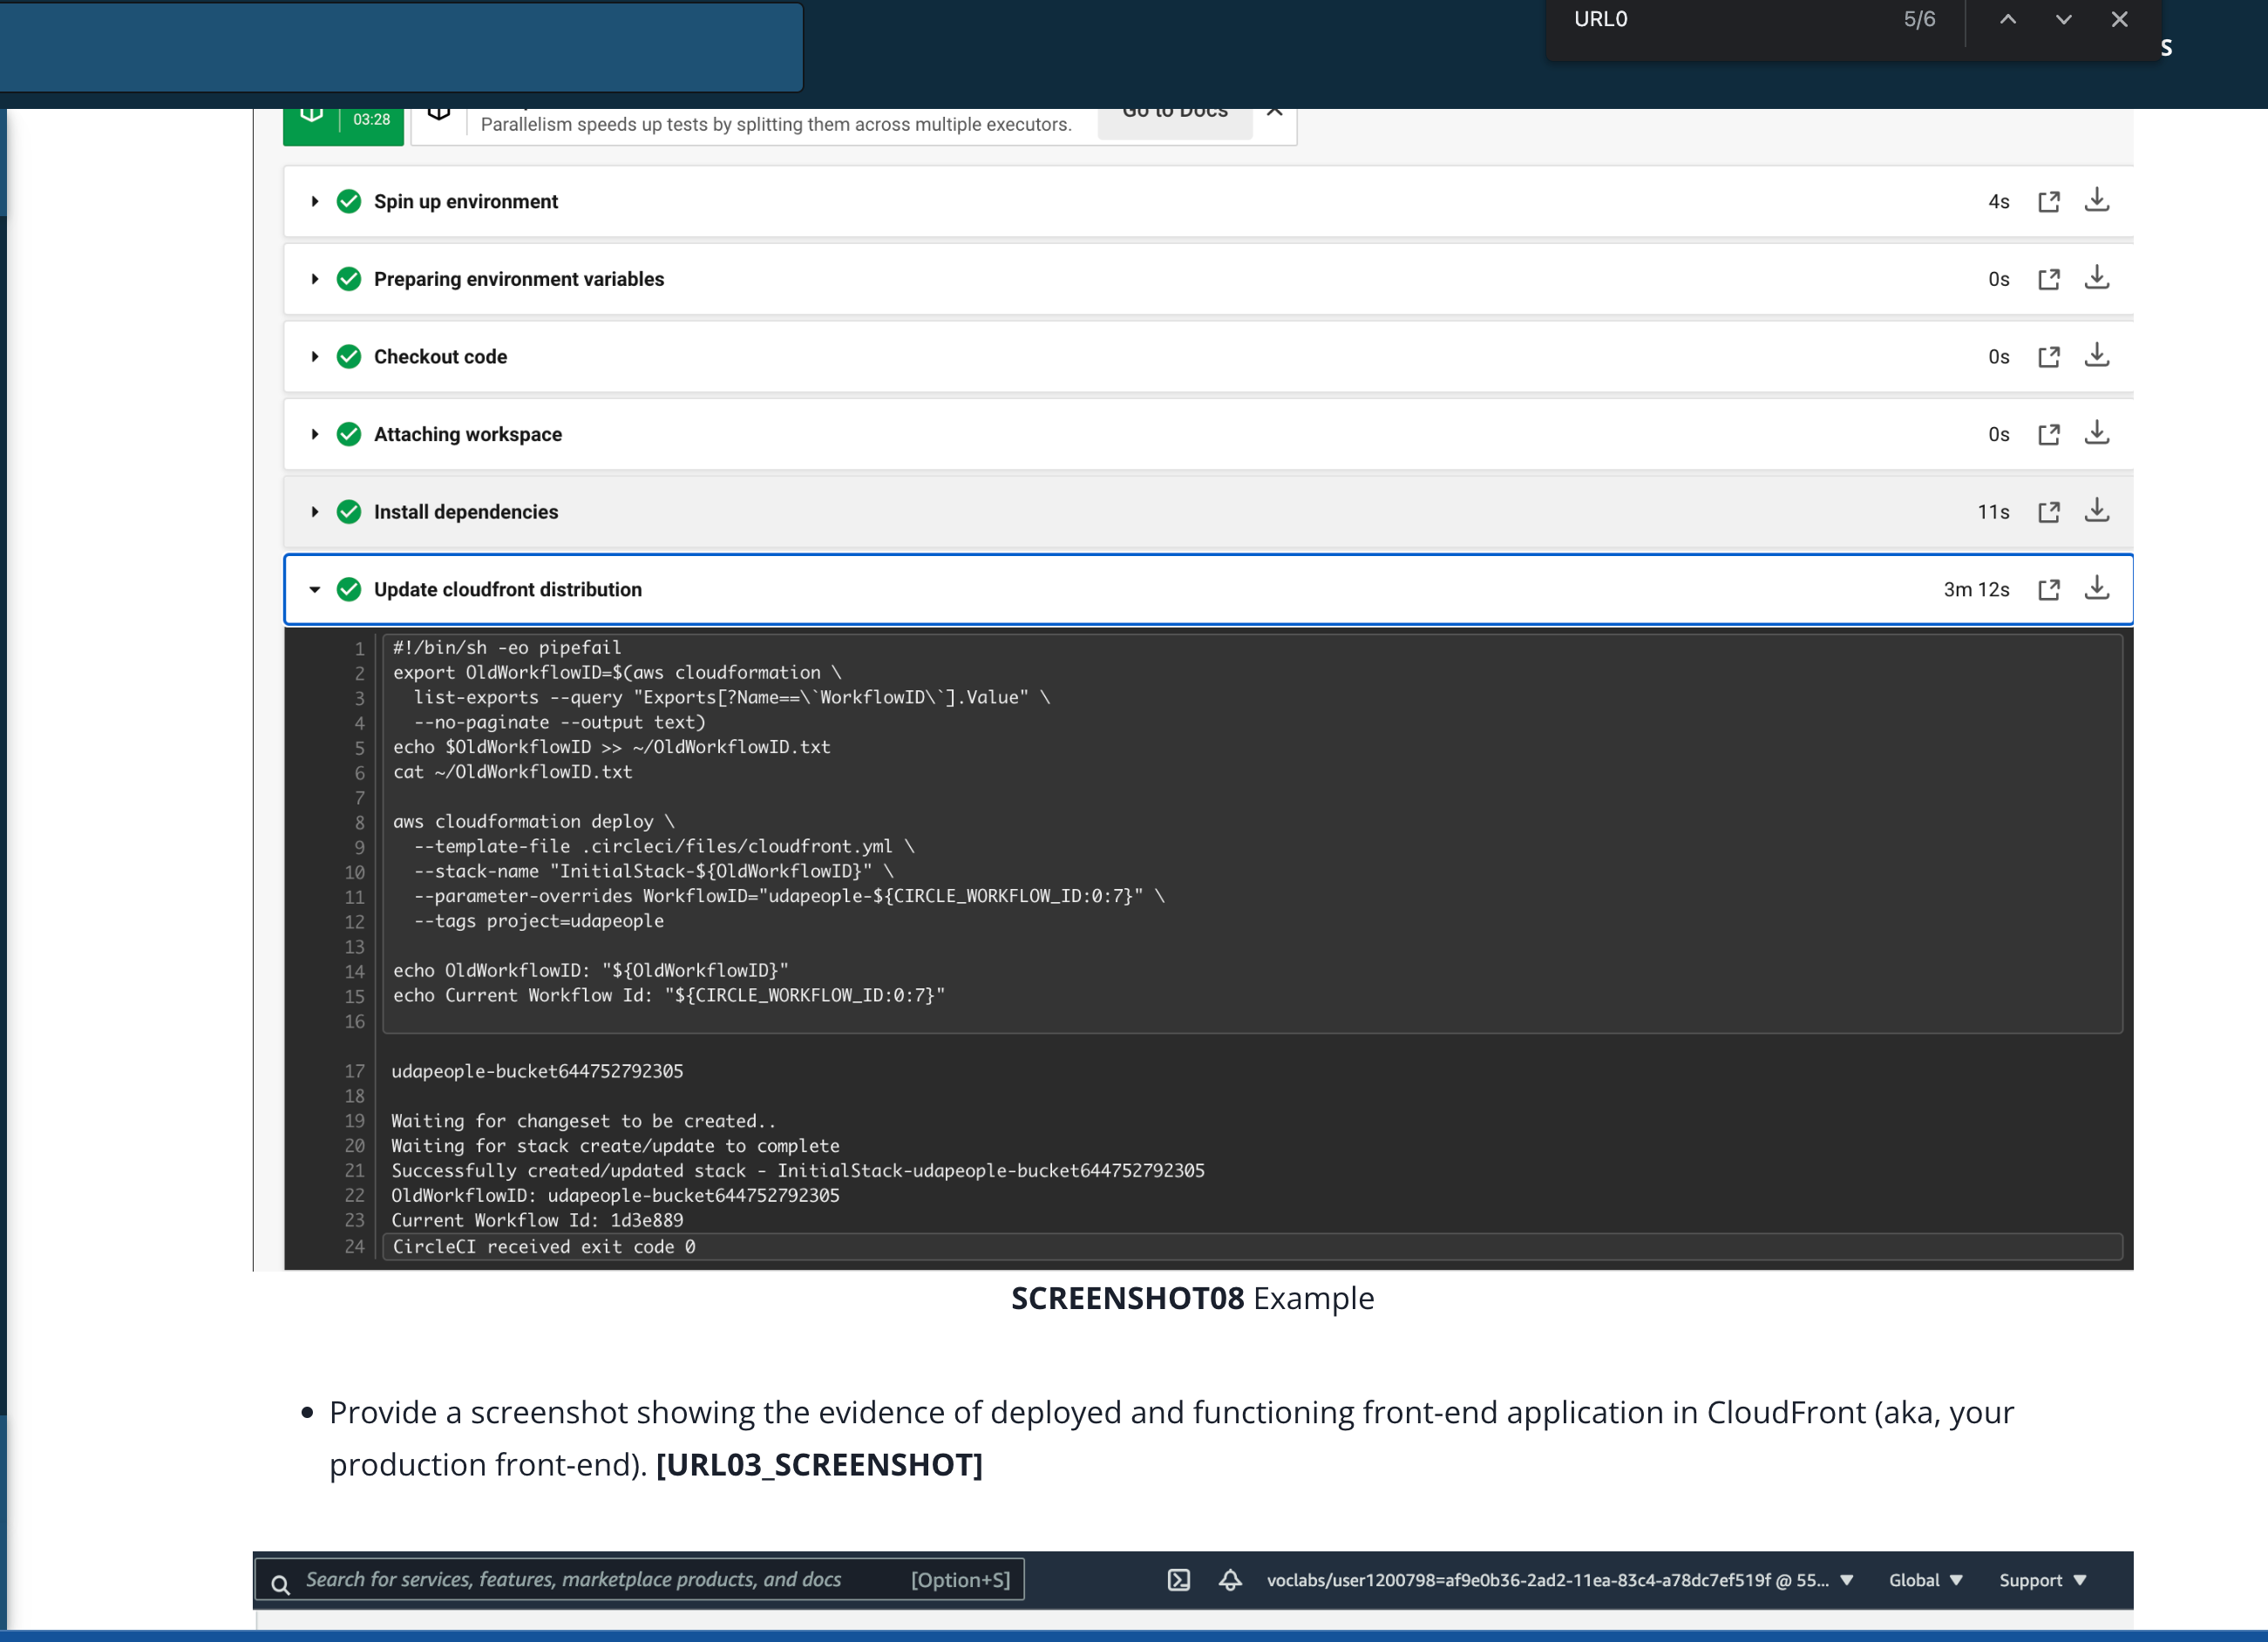 URL0 5/6
S
03:28
Parallelism speeds up tests by splitting them across multiple executors.
Go to Docs
Spin up environment 4s
Preparing environment variables 0s
Checkout code 0s
Attaching workspace 0s
Install dependencies 11s
Update cloudfront distribution 3m 12s
1 #!/bin/sh -eo pipefail
2 export OldWorkflowID=$(aws cloudformation \
3 list-exports --query "Exports[?Name==\`WorkflowID\`].Value" \
4 --no-paginate --output text)
5 echo $OldWorkflowID >> ~/OldWorkflowID.txt
6 cat ~/OldWorkflowID.txt
7
8 aws cloudformation deploy \
9 --template-file .circleci/files/cloudfront.yml \
10 --stack-name "InitialStack-${OldWorkflowID}" \
11 --parameter-overrides WorkflowID="udapeople-${CIRCLE_WORKFLOW_ID:0:7}" \
12 --tags project=udapeople
13
14 echo OldWorkflowID: "${OldWorkflowID}"
15 echo Current Workflow Id: "${CIRCLE_WORKFLOW_ID:0:7}"
16
17 udapeople-bucket644752792305
18
19 Waiting for changeset to be created..
20 Waiting for stack create/update to complete
21 Successfully created/updated stack - InitialStack-udapeople-bucket644752792305
22 OldWorkflowID: udapeople-bucket644752792305
23 Current Workflow Id: 1d3e889
24 CircleCI received exit code 0
SCREENSHOT08 Example
• Provide a screenshot showing the evidence of deployed and functioning front-end application in CloudFront (aka, your
production front-end). [URL03_SCREENSHOT]
Search for services, features, marketplace products, and docs [Option+S] voclabs/user1200798=af9e0b36-2ad2-11ea-83c4-a78dc7ef519f @ 55... Global Support